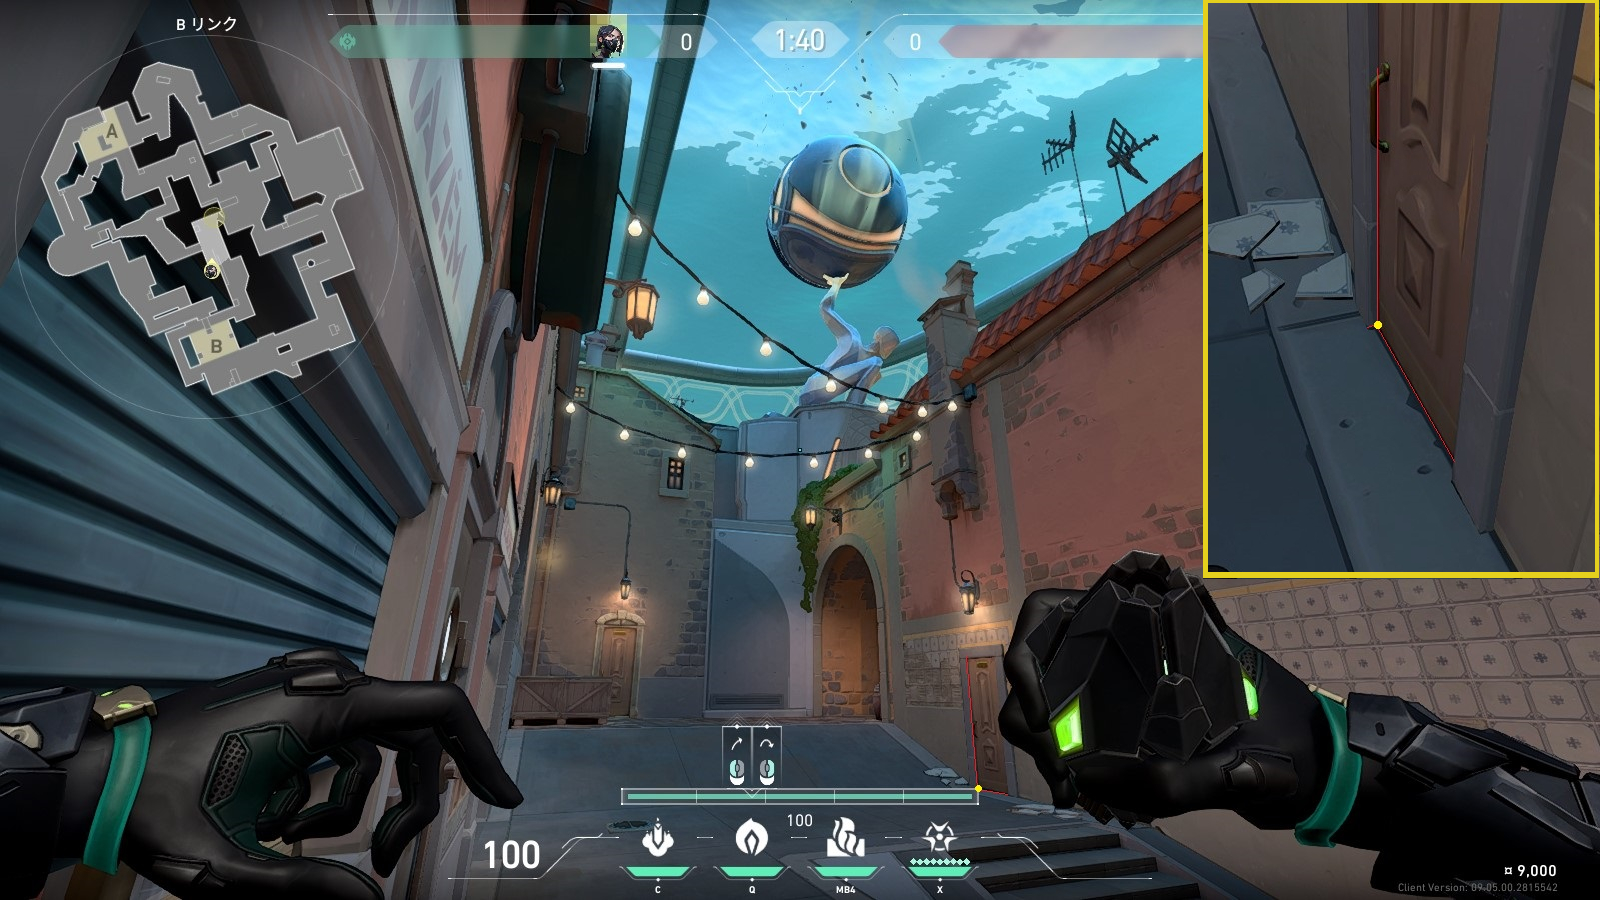 B リンク
0
1:40
0
A
B
100
100
C
Q
MB4
X
¤ 9,000
Client Version: 09.05.00.2815542